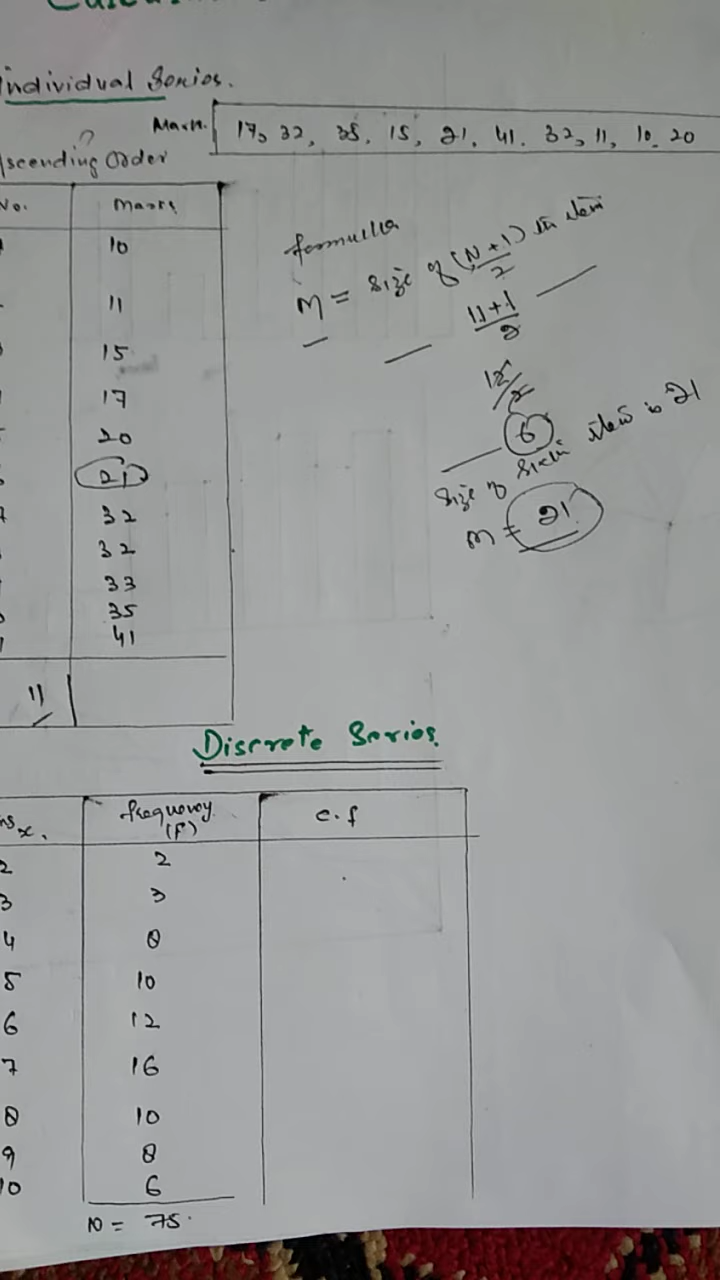 individual Series.
Marks. 17, 32, 35, 15, 21, 41. 32, 11, 10. 20
Ascending Order
No. Marks
10
11
15
17
20
21
32
32
33
35
41
11
formulla
M = Size of (N+1)/2 th item
11+1/2
12/2
6
Size of sixth item is 21
M = 21
Discrete Series.
x. frequency (f) c.f
2 2
3 3
4 8
5 10
6 12
7 16
8 10
9 8
10 6
N = 75.